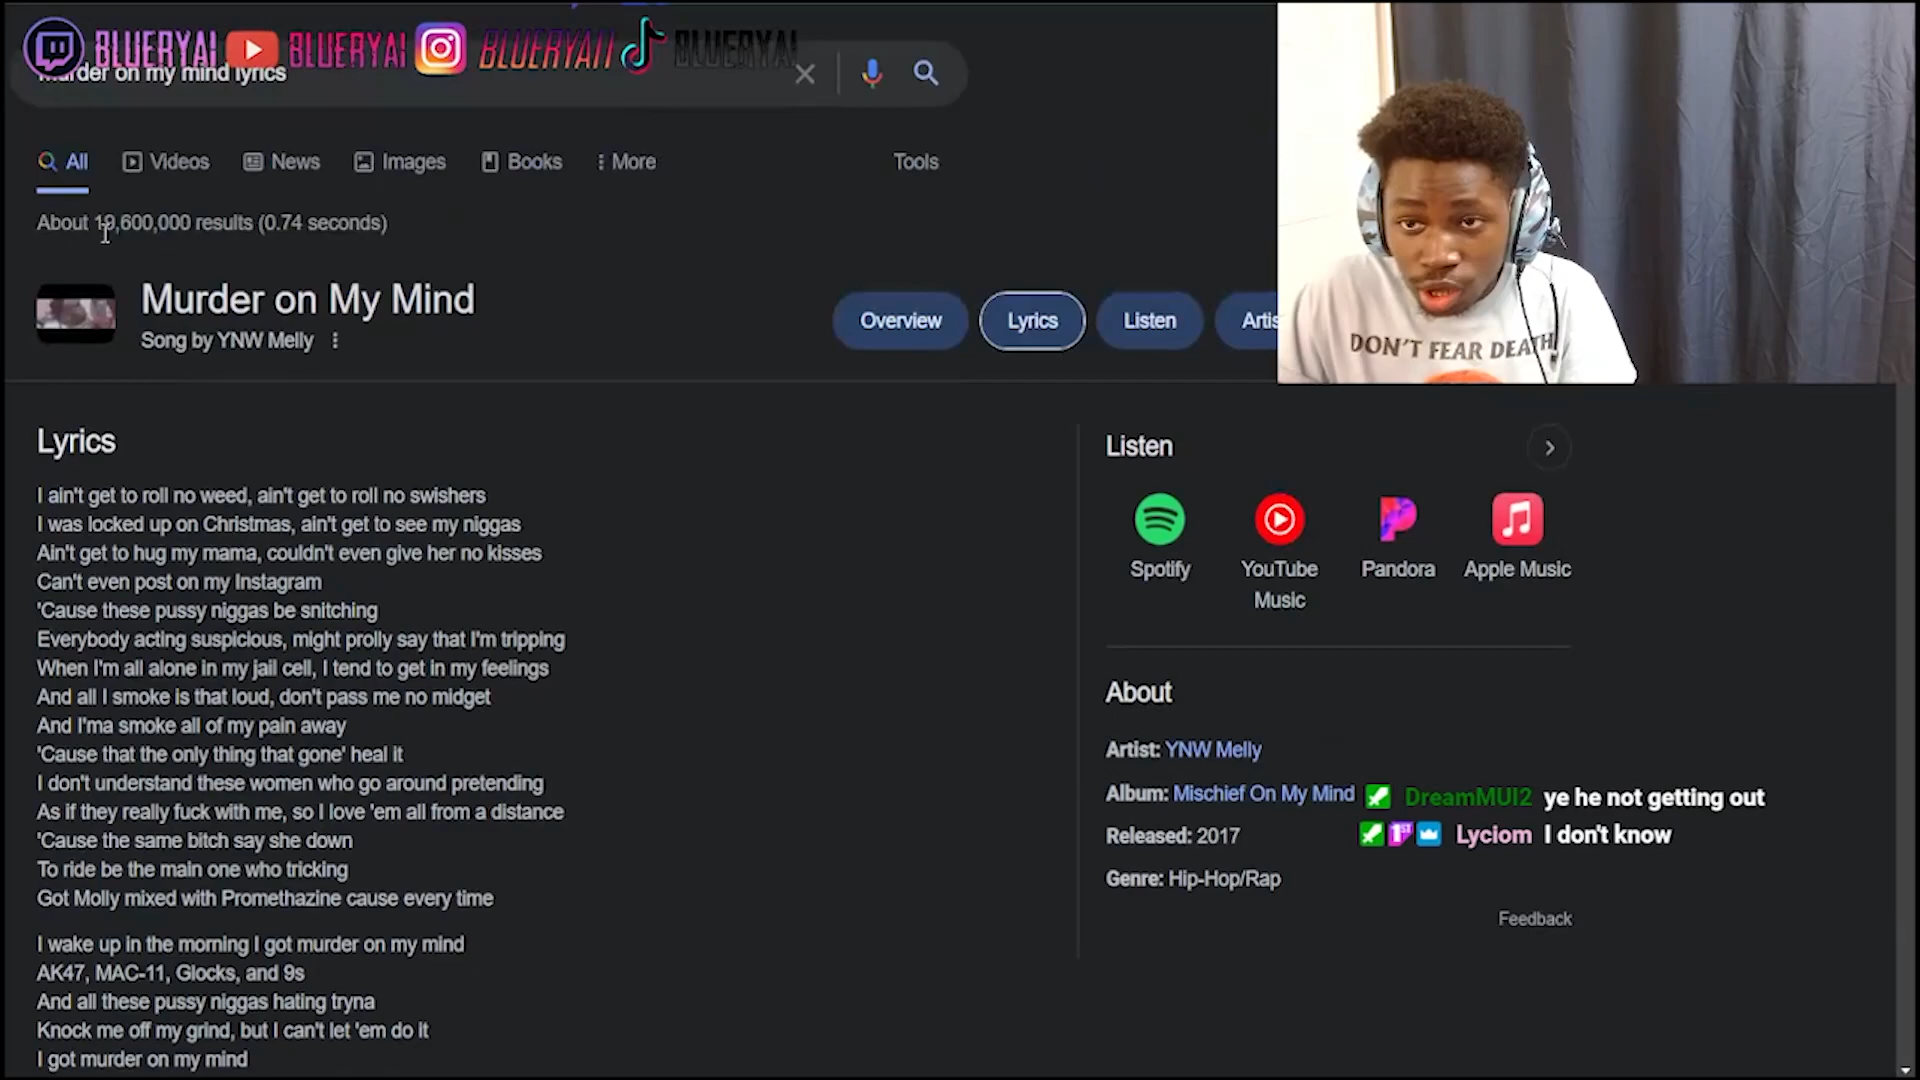 BLUERYAI BLUERYAI BLUERYAI BLUERYAI
murder on my mind lyrics
All Videos News Images Books More Tools
About 19,600,000 results (0.74 seconds)
Murder on My Mind
Song by YNW Melly
Overview Lyrics Listen Artis
DON'T FEAR DEATH
Lyrics
I ain't get to roll no weed, ain't get to roll no swishers
I was locked up on Christmas, ain't get to see my niggas
Ain't get to hug my mama, couldn't even give her no kisses
Can't even post on my Instagram
'Cause these pussy niggas be snitching
Everybody acting suspicious, might prolly say that I'm tripping
When I'm all alone in my jail cell, I tend to get in my feelings
And all I smoke is that loud, don't pass me no midget
And I'ma smoke all of my pain away
'Cause that the only thing that gone' heal it
I don't understand these women who go around pretending
As if they really fuck with me, so I love 'em all from a distance
'Cause the same bitch say she down
To ride be the main one who tricking
Got Molly mixed with Promethazine cause every time
I wake up in the morning I got murder on my mind
AK47, MAC-11, Glocks, and 9s
And all these pussy niggas hating tryna
Knock me off my grind, but I can't let 'em do it
I got murder on my mind
Listen
Spotify YouTube Music Pandora Apple Music
About
Artist: YNW Melly
Album: Mischief On My Mind
Released: 2017
Genre: Hip-Hop/Rap
Feedback
DreamMUI2 ye he not getting out
1ST Lyciom I don't know